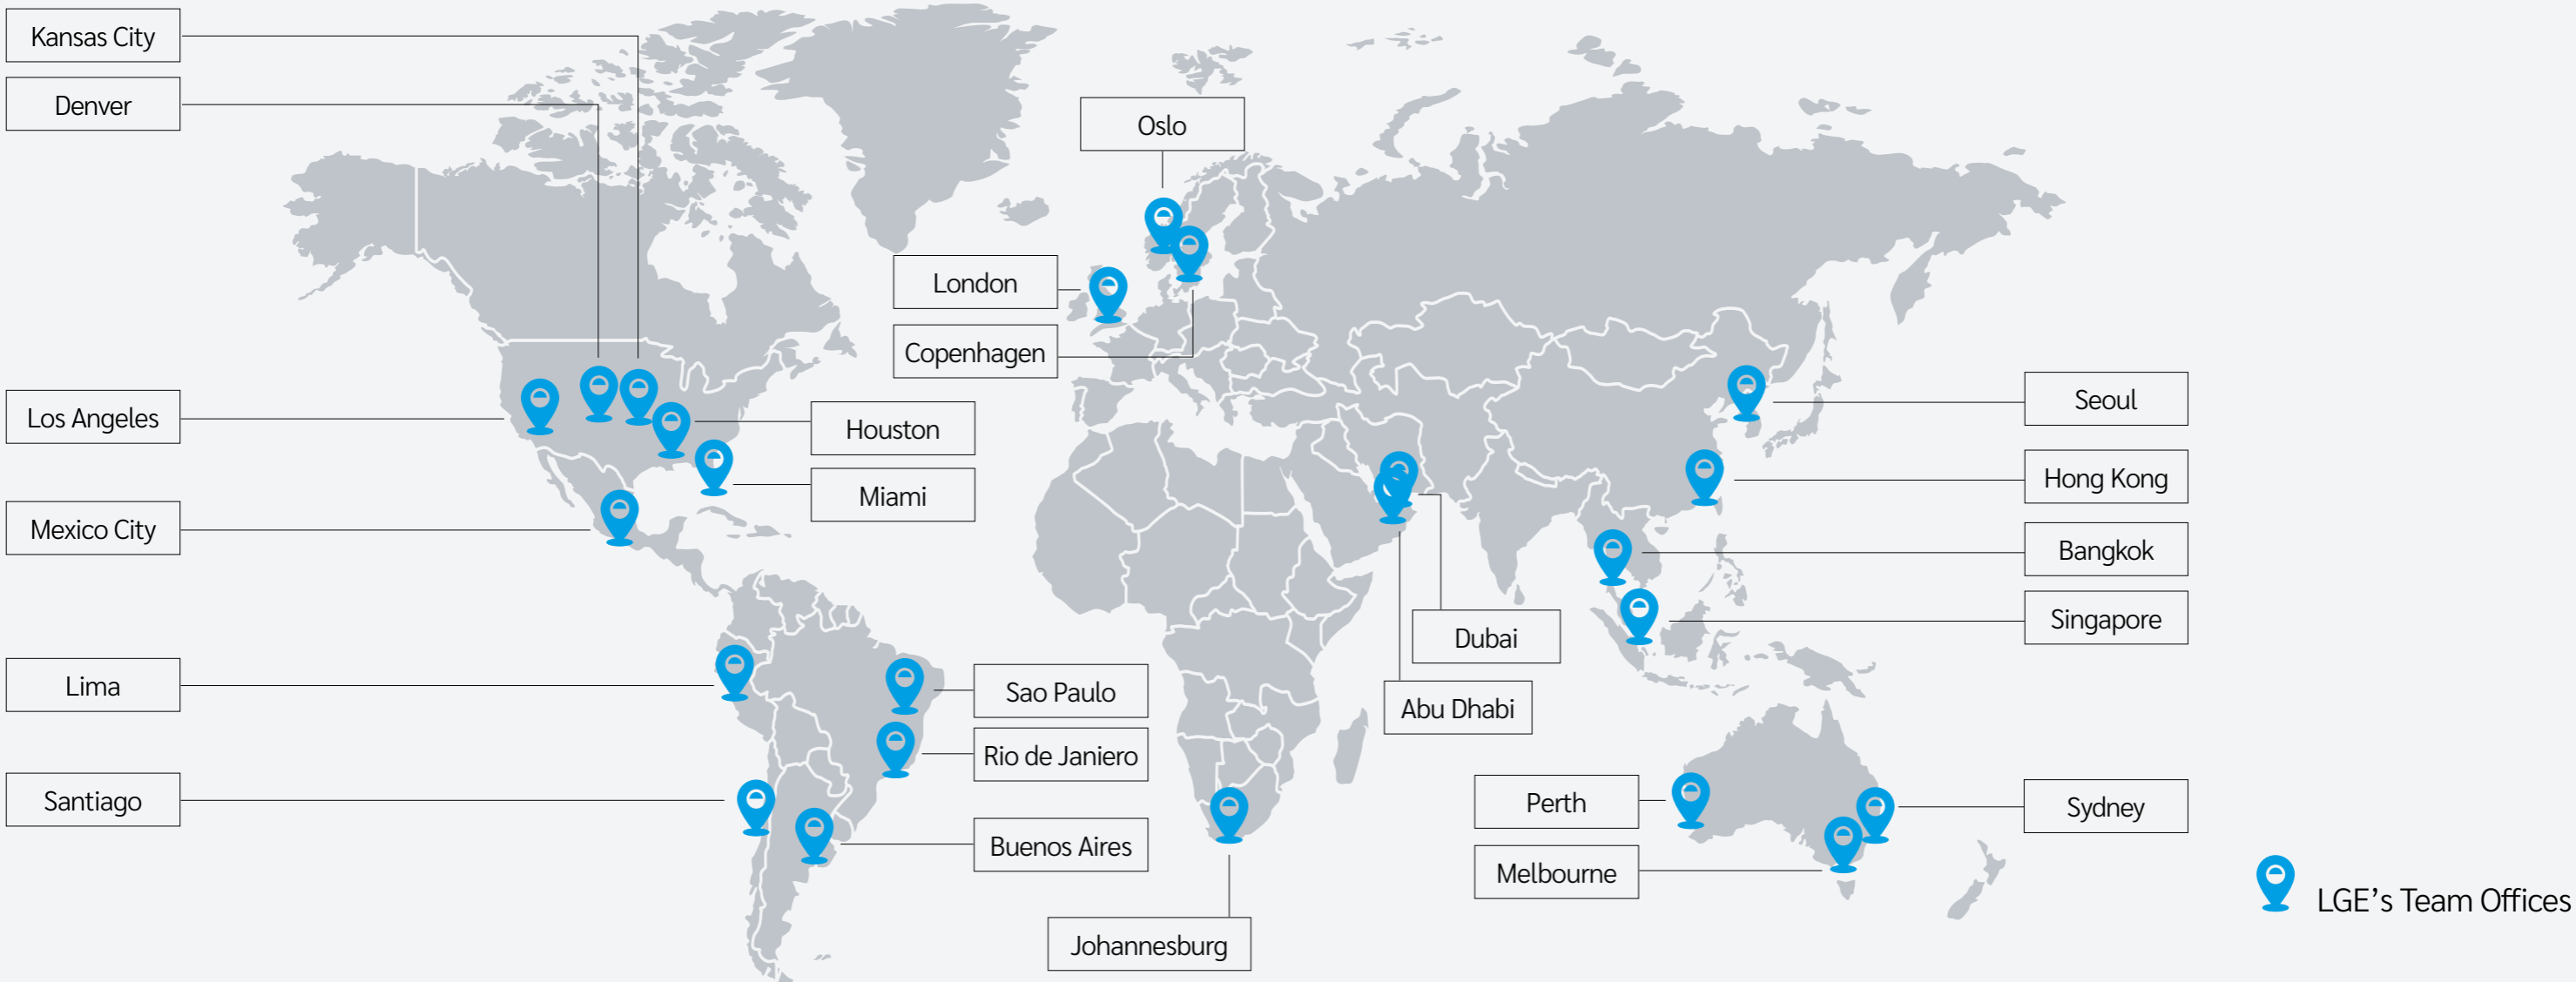 Kansas City
Denver
Oslo
London
Copenhagen
Los Angeles
Houston
Miami
Mexico City
Seoul
Hong Kong
Bangkok
Singapore
Dubai
Abu Dhabi
Lima
Sao Paulo
Rio de Janiero
Santiago
Buenos Aires
Johannesburg
Perth
Melbourne
Sydney
LGE’s Team Offices